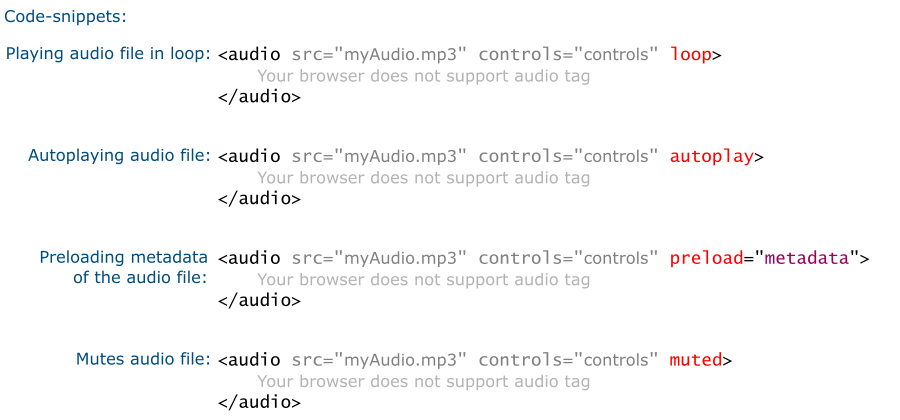 Code-snippets:
Playing audio file in loop: <audio src="myAudio.mp3" controls="controls" loop>
Your browser does not support audio tag
</audio>
Autoplaying audio file: <audio src="myAudio.mp3" controls="controls" autoplay>
Your browser does not support audio tag
</audio>
Preloading metadata <audio src="myAudio.mp3" controls="controls" preload="metadata">
of the audio file: Your browser does not support audio tag
</audio>
Mutes audio file: <audio src="myAudio.mp3" controls="controls" muted>
Your browser does not support audio tag
</audio>